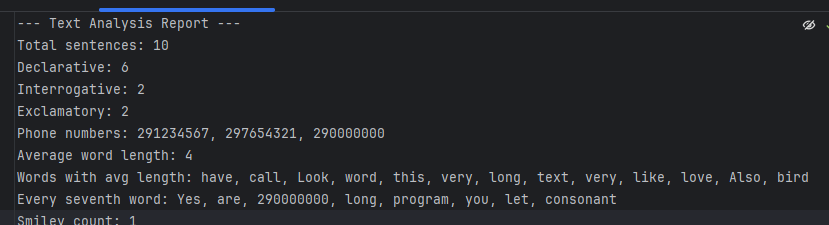 --- Text Analysis Report ---
Total sentences: 10
Declarative: 6
Interrogative: 2
Exclamatory: 2
Phone numbers: 291234567, 297654321, 290000000
Average word length: 4
Words with avg length: have, call, Look, word, this, very, long, text, very, like, love, Also, bird
Every seventh word: Yes, are, 290000000, long, program, you, let, consonant
Smiley count: 1